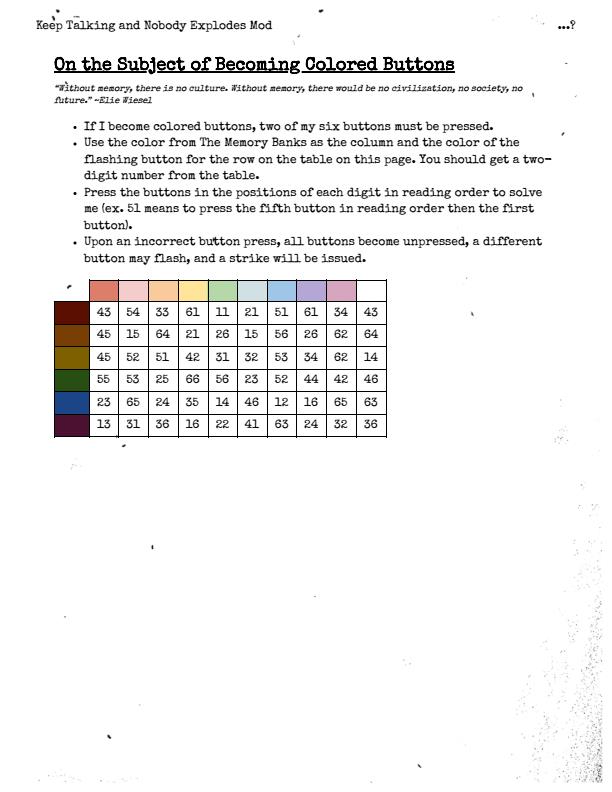 Keep Talking and Nobody Explodes Mod ...?
On the Subject of Becoming Colored Buttons
"Without memory, there is no culture. Without memory, there would be no civilization, no society, no
future." ~Elie Wiesel
• If I become colored buttons, two of my six buttons must be pressed.
• Use the color from The Memory Banks as the column and the color of the
flashing button for the row on the table on this page. You should get a two-
digit number from the table.
• Press the buttons in the positions of each digit in reading order to solve
me (ex. 51 means to press the fifth button in reading order then the first
button).
• Upon an incorrect button press, all buttons become unpressed, a different
button may flash, and a strike will be issued.
43 54 33 61 11 21 51 61 34 43
45 15 64 21 26 15 56 26 62 64
45 52 51 42 31 32 53 34 62 14
55 53 25 66 56 23 52 44 42 46
23 65 24 35 14 46 12 16 65 63
13 31 36 16 22 41 63 24 32 36